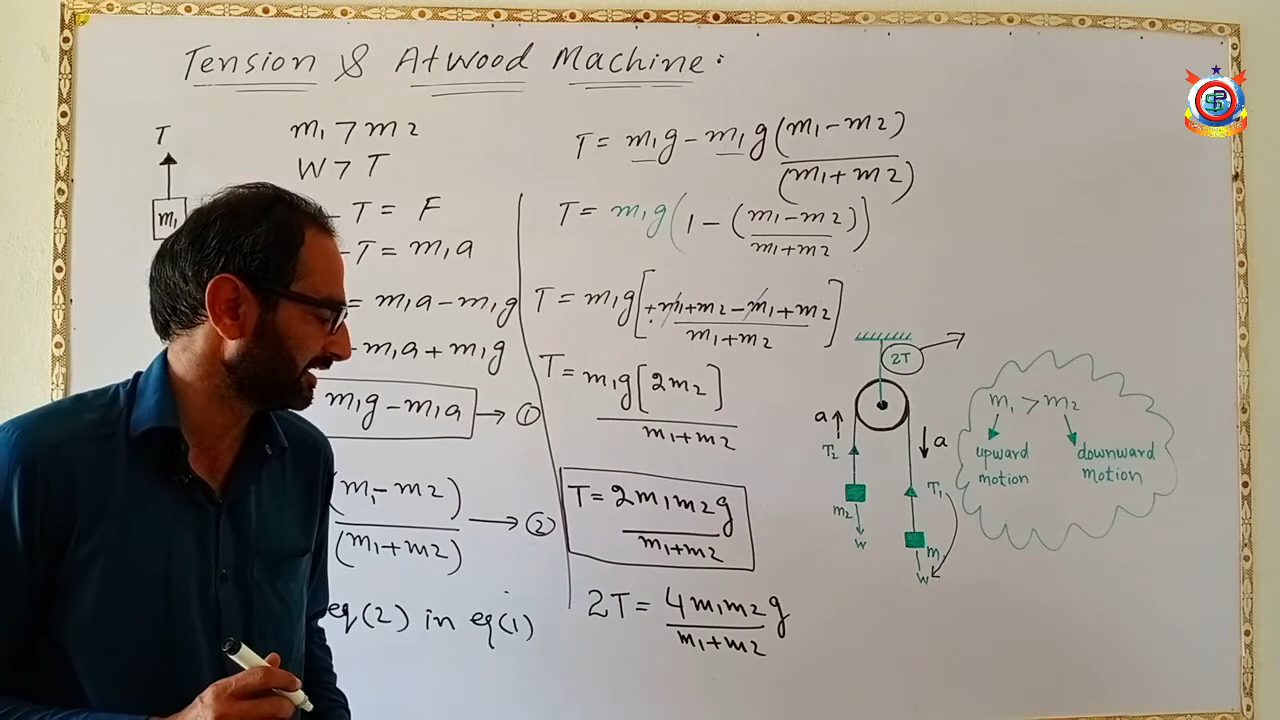 Tension & Atwood Machine:
T
m₁
m₁ > m₂
W > T
- T = F
- T = m₁a
= m₁a - m₁g
- m₁a + m₁g
m₁g - m₁a → ①
(m₁ - m₂)/(m₁ + m₂) → ②
eq(2) in eq(1)
T = m₁g - m₁g (m₁ - m₂)/(m₁ + m₂)
T = m₁g (1 - (m₁ - m₂)/(m₁ + m₂))
T = m₁g [+m₁ + m₂ - m₁ + m₂ / m₁ + m₂]
T = m₁g [2m₂] / m₁ + m₂
T = 2m₁m₂g / m₁ + m₂
2T = 4m₁m₂g / m₁ + m₂
2T
a
a
T₂
T₁
m₂
W
m₁
W
m₁ > m₂
upward motion
downward motion